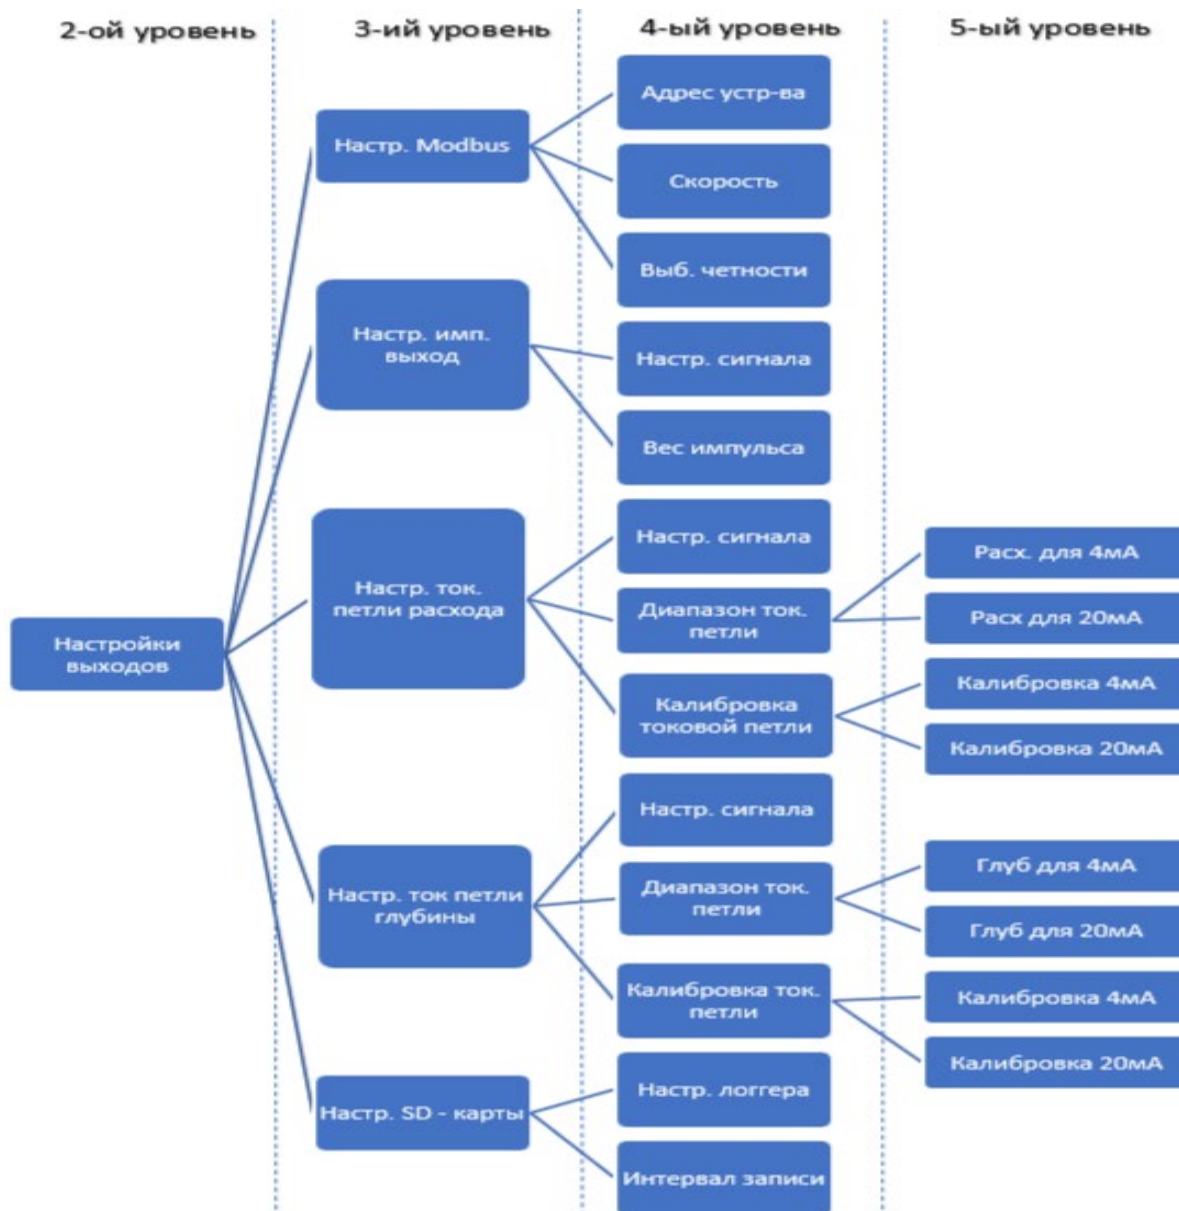 2-ой уровень
3-ий уровень
4-ый уровень
5-ый уровень
Настройки
выходов
Настр. Modbus
Адрес устр-ва
Скорость
Выб. четности
Настр. имп.
выход
Настр. сигнала
Вес импульса
Настр. ток.
петли расхода
Настр. сигнала
Диапазон ток.
петли
Расх. для 4мА
Расх для 20мА
Калибровка
токовой петли
Калибровка 4мА
Калибровка 20мА
Настр. ток петли
глубины
Настр. сигнала
Диапазон ток.
петли
Глуб для 4мА
Глуб для 20мА
Калибровка ток.
петли
Калибровка 4мА
Калибровка 20мА
Настр. SD - карты
Настр. логгера
Интервал записи